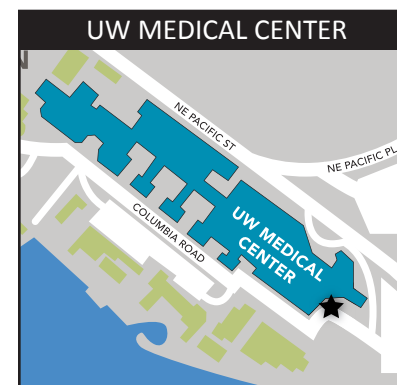 UW MEDICAL CENTER
N
NE PACIFIC ST
NE PACIFIC PL
COLUMBIA ROAD
UW MEDICAL
CENTER